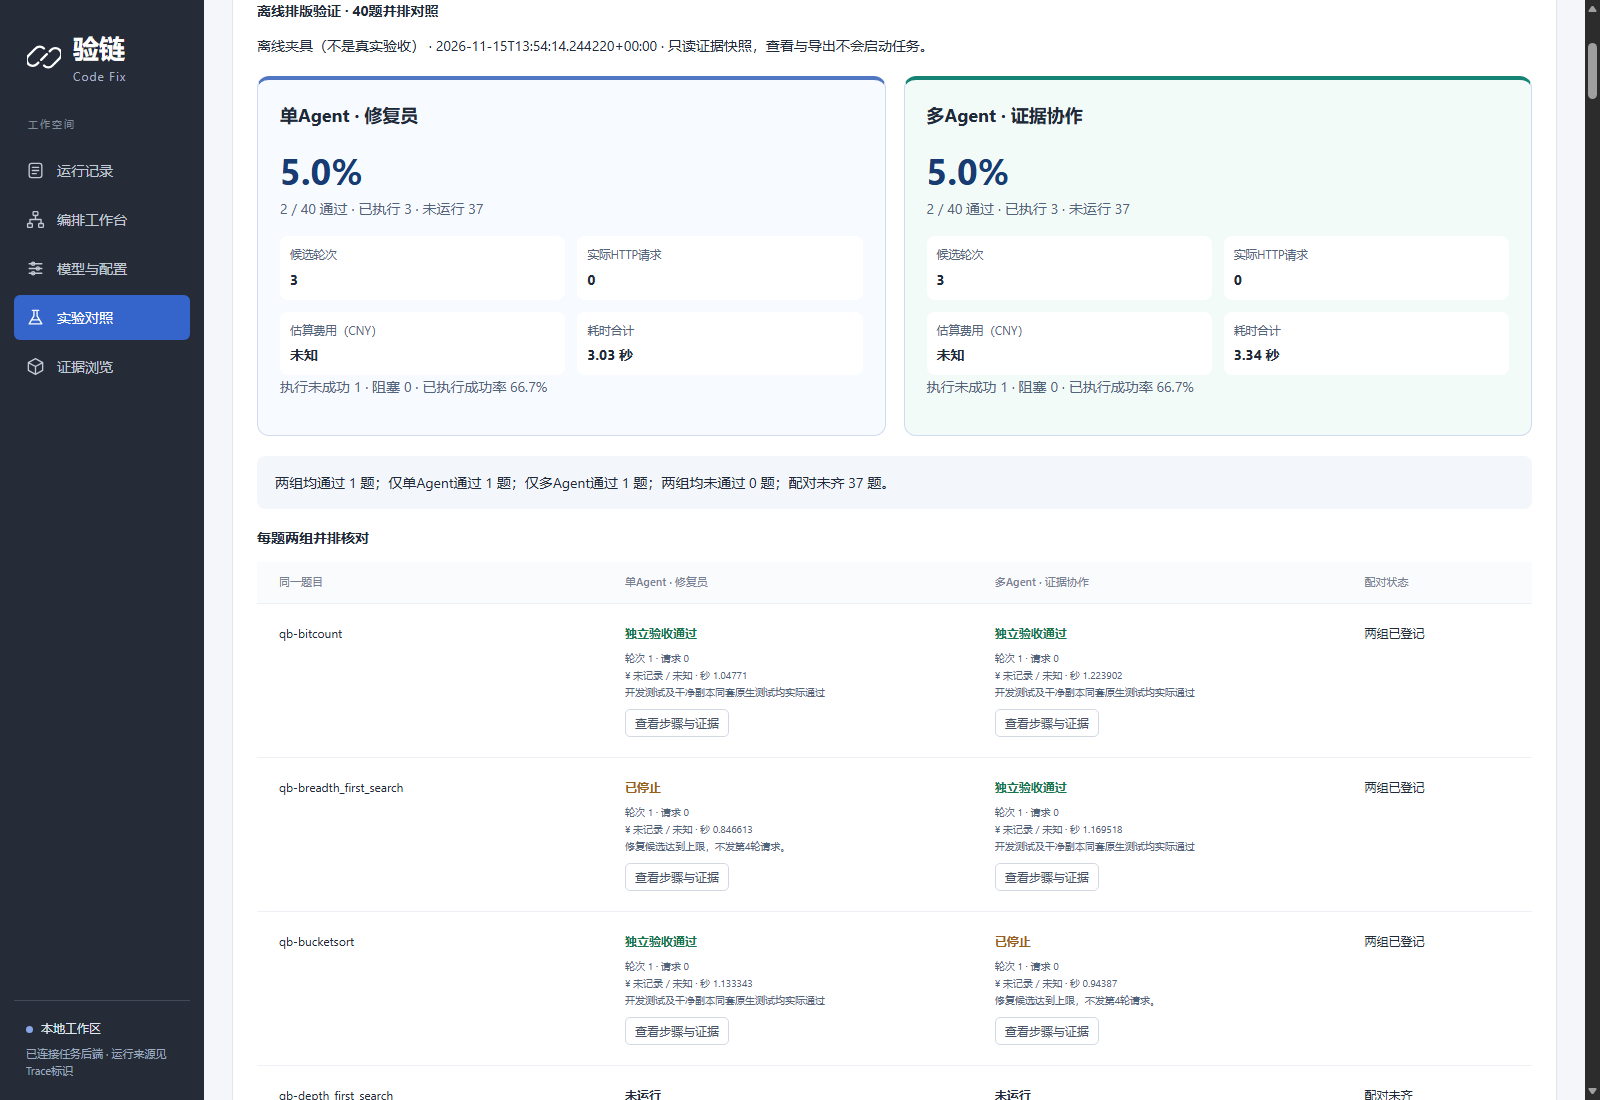 验链
Code Fix
工作空间
运行记录
编排工作台
模型与配置
实验对照
证据浏览
本地工作区
已连接任务后端 · 运行来源见
Trace标识
离线排版验证 · 40题并排对照
离线夹具（不是真实验收） · 2026-11-15T13:54:14.244220+00:00 · 只读证据快照，查看与导出不会启动任务。
单Agent · 修复员
5.0%
2 / 40 通过 · 已执行 3 · 未运行 37
候选轮次
3
实际HTTP请求
0
估算费用（CNY）
未知
耗时合计
3.03 秒
执行未成功 1 · 阻塞 0 · 已执行成功率 66.7%
多Agent · 证据协作
5.0%
2 / 40 通过 · 已执行 3 · 未运行 37
候选轮次
3
实际HTTP请求
0
估算费用（CNY）
未知
耗时合计
3.34 秒
执行未成功 1 · 阻塞 0 · 已执行成功率 66.7%
两组均通过 1 题；仅单Agent通过 1 题；仅多Agent通过 1 题；两组均未通过 0 题；配对未齐 37 题。
每题两组并排核对
同一题目
单Agent · 修复员
多Agent · 证据协作
配对状态
qb-bitcount
独立验收通过
轮次 1 · 请求 0
¥ 未记录 / 未知 · 秒 1.04771
开发测试及干净副本同套原生测试均实际通过
查看步骤与证据
独立验收通过
轮次 1 · 请求 0
¥ 未记录 / 未知 · 秒 1.223902
开发测试及干净副本同套原生测试均实际通过
查看步骤与证据
两组已登记
qb-breadth_first_search
已停止
轮次 1 · 请求 0
¥ 未记录 / 未知 · 秒 0.846613
修复候选达到上限，不发第4轮请求。
查看步骤与证据
独立验收通过
轮次 1 · 请求 0
¥ 未记录 / 未知 · 秒 1.169518
开发测试及干净副本同套原生测试均实际通过
查看步骤与证据
两组已登记
qb-bucketsort
独立验收通过
轮次 1 · 请求 0
¥ 未记录 / 未知 · 秒 1.133343
开发测试及干净副本同套原生测试均实际通过
查看步骤与证据
已停止
轮次 1 · 请求 0
¥ 未记录 / 未知 · 秒 0.94387
修复候选达到上限，不发第4轮请求。
查看步骤与证据
两组已登记
qb-depth_first_search
未运行
未运行
配对未齐